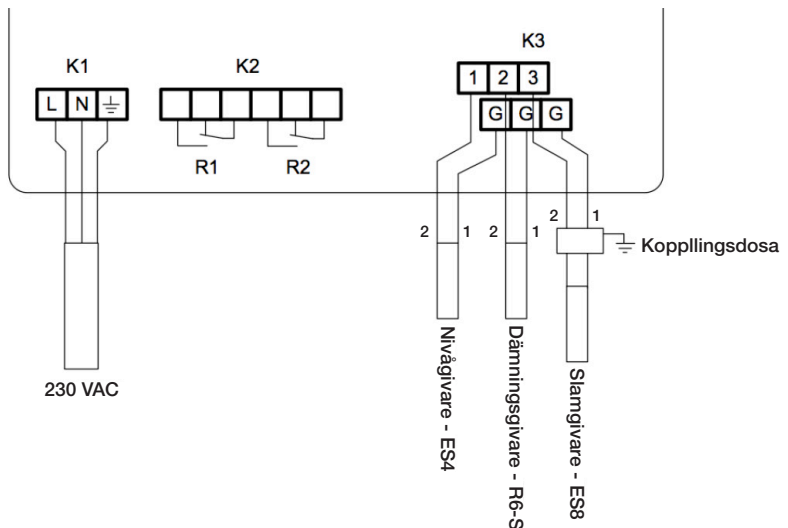 K1
K2
K3
L N
1 2 3
G G G
R1
R2
2 1 2 1 2 1
KopplIingsdosa
230 VAC
Nivågivare - ES4
Dämningsgivare - R6-S
Slamgivare - ES8